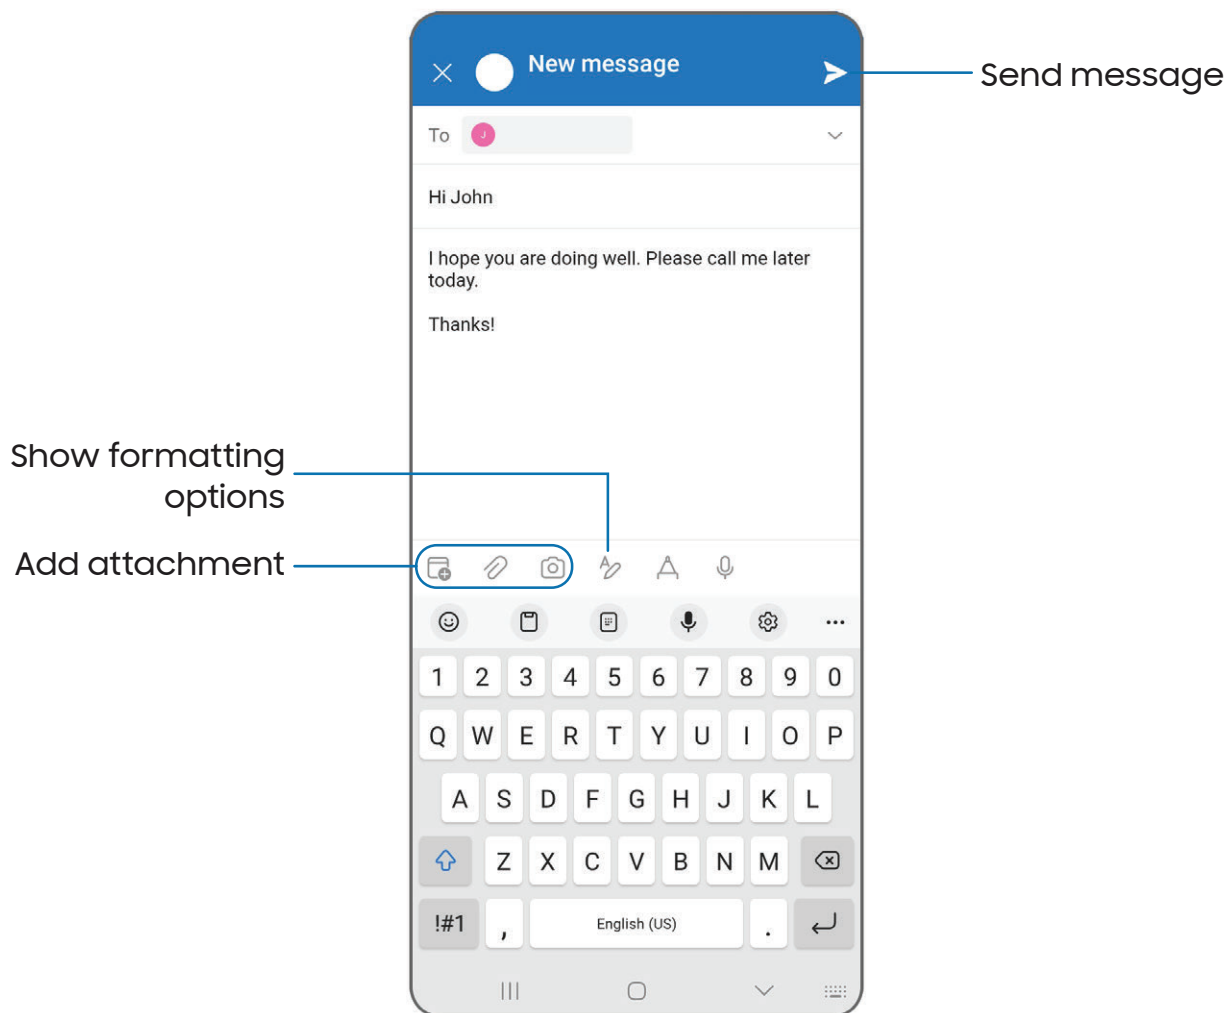 New message
Send message
To J
Hi John
I hope you are doing well. Please call me later
today.
Thanks!
Show formatting
options
Add attachment
1 2 3 4 5 6 7 8 9 0
Q W E R T Y U I O P
A S D F G H J K L
Z X C V B N M
!#1 , English (US) .